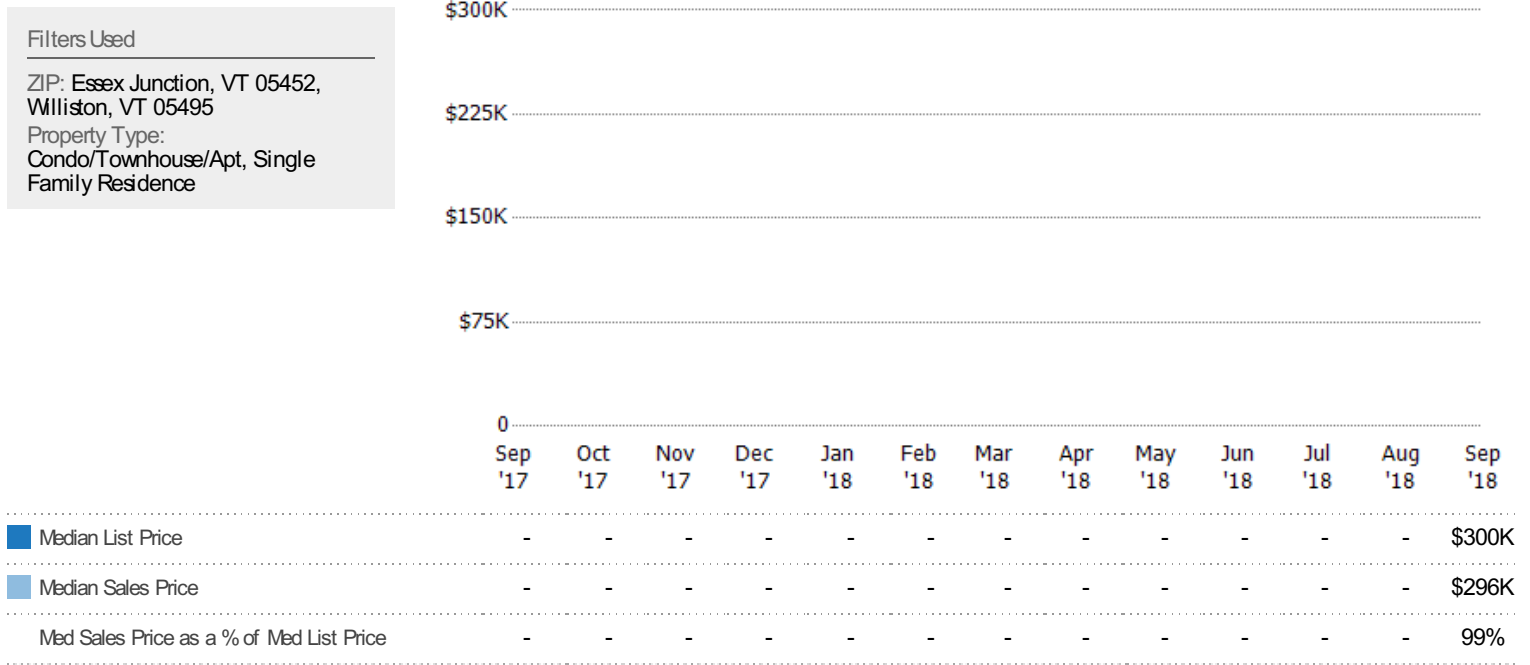 Filters Used
ZIP: Essex Junction, VT 05452,
Williston, VT 05495
Property Type:
Condo/Townhouse/Apt, Single
Family Residence
$300K
$225K
$150K
$75K
0
Sep Oct Nov Dec Jan Feb Mar Apr May Jun Jul Aug Sep
'17 '17 '17 '17 '18 '18 '18 '18 '18 '18 '18 '18 '18
Median List Price - - - - - - - - - - - - $300K
Median Sales Price - - - - - - - - - - - - $296K
Med Sales Price as a % of Med List Price - - - - - - - - - - - - 99%